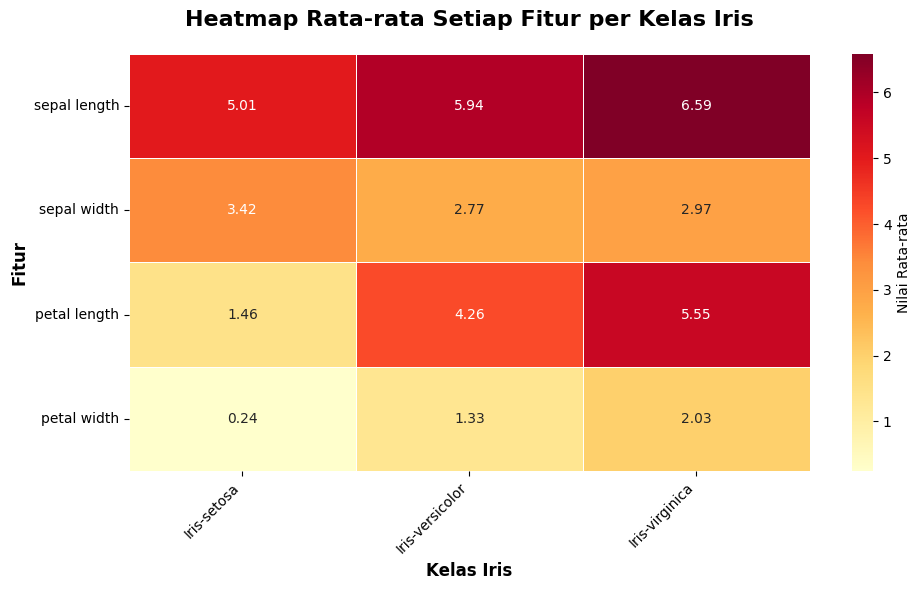 Heatmap Rata-rata Setiap Fitur per Kelas Iris
sepal length
5.01
5.94
6.59
sepal width
3.42
2.77
2.97
petal length
1.46
4.26
5.55
petal width
0.24
1.33
2.03
Fitur
Iris-setosa
Iris-versicolor
Iris-virginica
Kelas Iris
6
5
4
3
2
1
Nilai Rata-rata